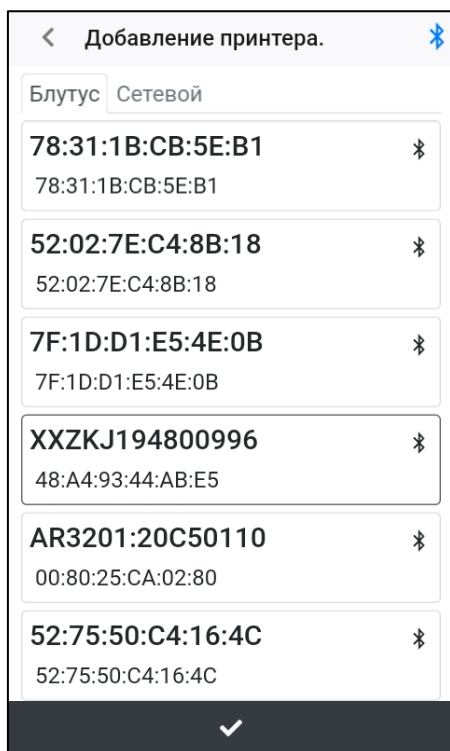 Добавление принтера.
Блутус Сетевой
78:31:1B:CB:5E:B1
78:31:1B:CB:5E:B1
52:02:7E:C4:8B:18
52:02:7E:C4:8B:18
7F:1D:D1:E5:4E:0B
7F:1D:D1:E5:4E:0B
XXZKJ194800996
48:A4:93:44:AB:E5
AR3201:20C50110
00:80:25:CA:02:80
52:75:50:C4:16:4C
52:75:50:C4:16:4C